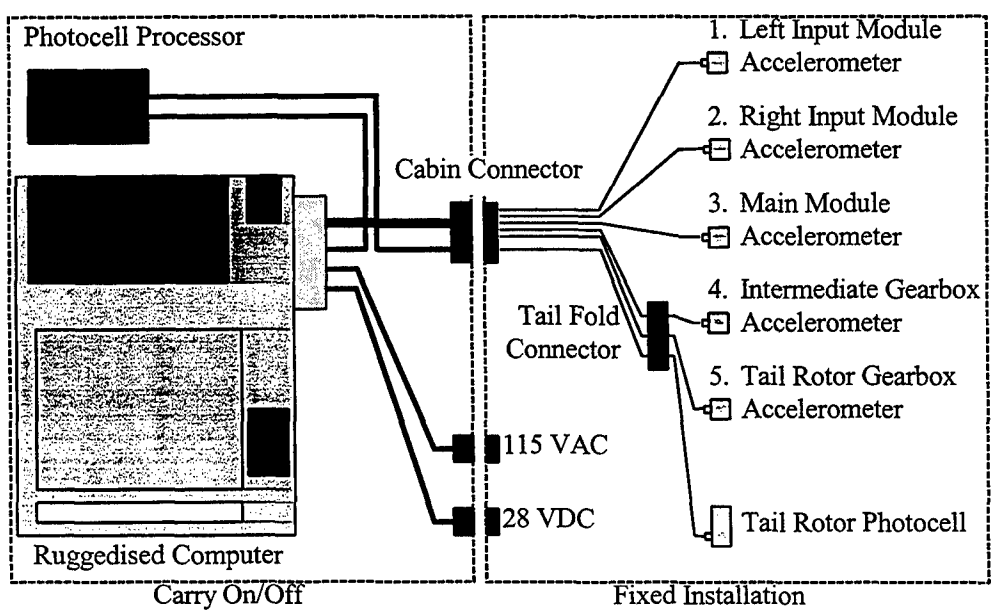 Photocell Processor
Cabin Connector
Ruggedised Computer
Carry On/Off
1. Left Input Module
Accelerometer
2. Right Input Module
Accelerometer
3. Main Module
Accelerometer
4. Intermediate Gearbox
Accelerometer
Tail Fold
Connector
5. Tail Rotor Gearbox
Accelerometer
115 VAC
28 VDC
Tail Rotor Photocell
Fixed Installation